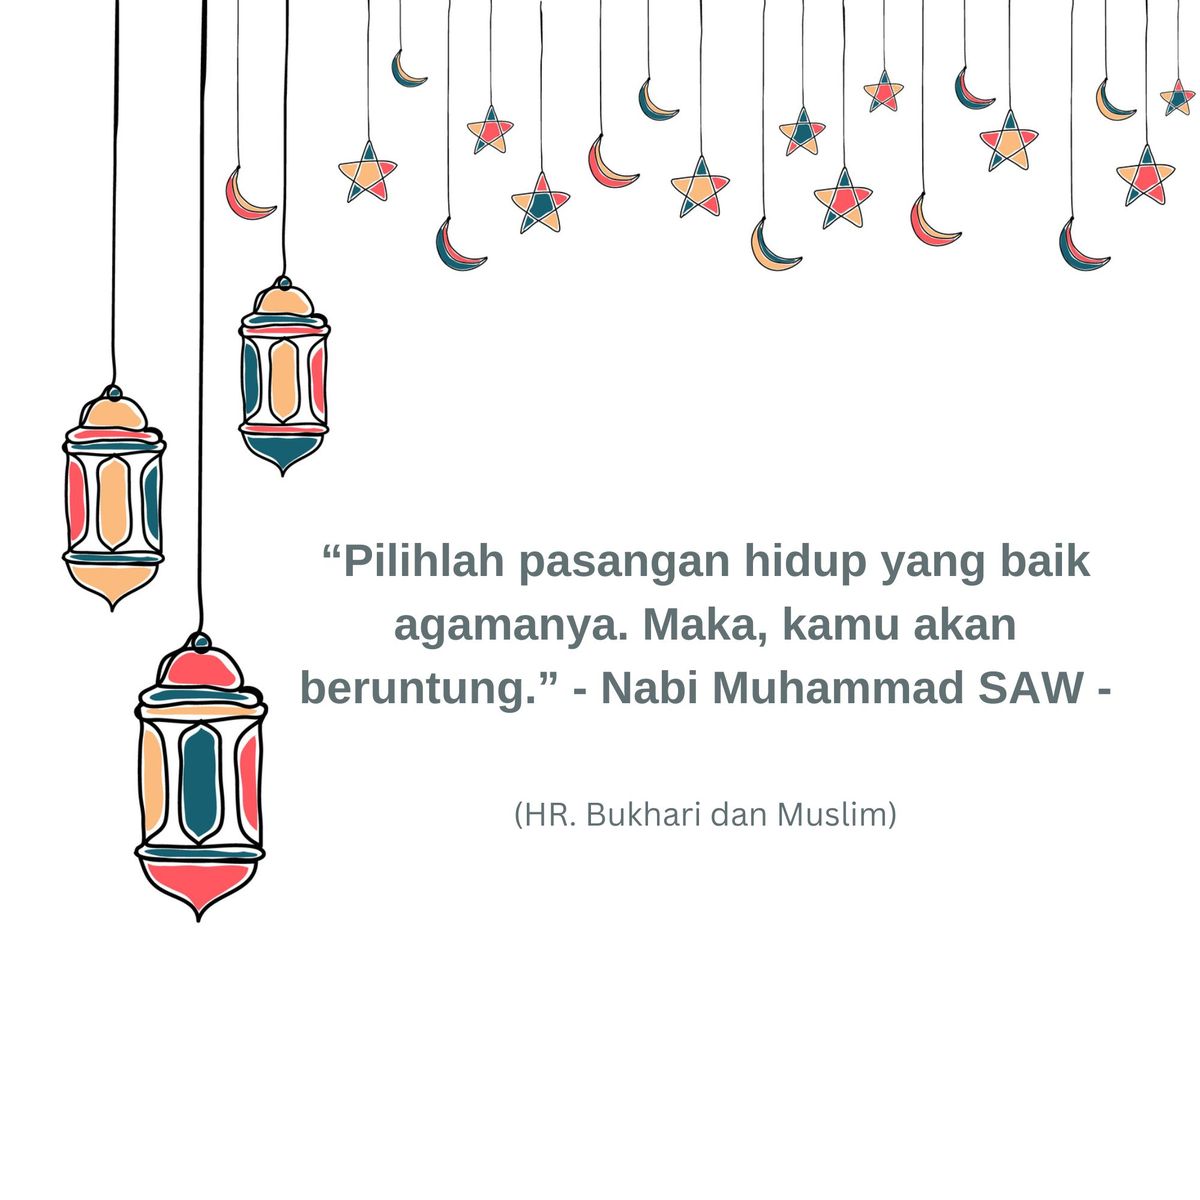 “Pilihlah pasangan hidup yang baik
agamanya. Maka, kamu akan
beruntung.” - Nabi Muhammad SAW -
(HR. Bukhari dan Muslim)